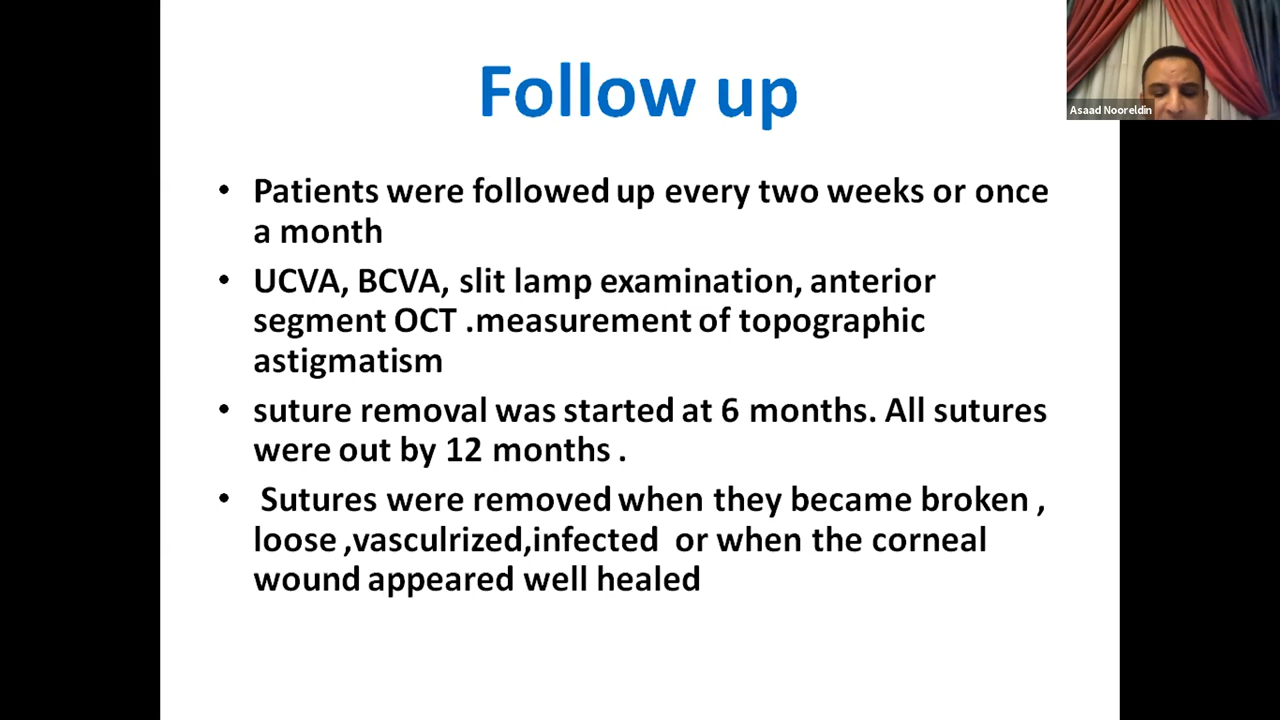 Follow up
Asaad Nooreldin
• Patients were followed up every two weeks or once
a month
• UCVA, BCVA, slit lamp examination, anterior
segment OCT .measurement of topographic
astigmatism
• suture removal was started at 6 months. All sutures
were out by 12 months .
• Sutures were removed when they became broken ,
loose ,vasculrized,infected or when the corneal
wound appeared well healed